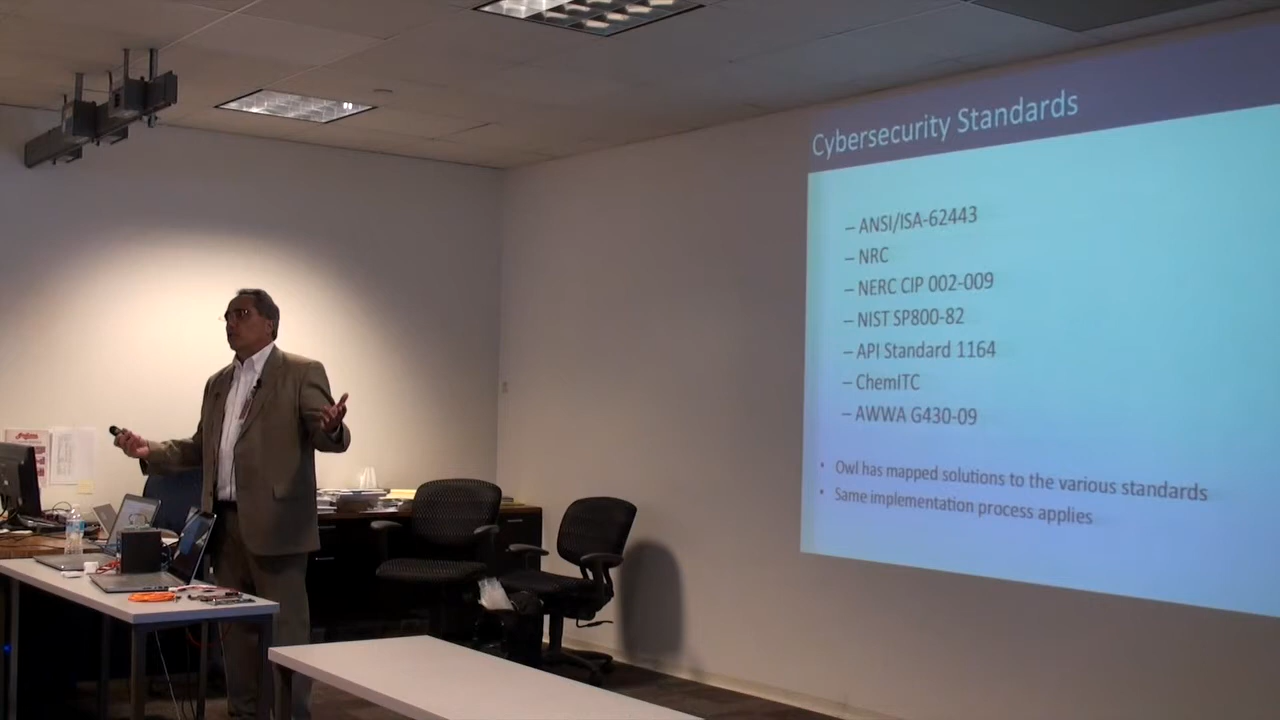 Cybersecurity Standards
– ANSI/ISA-62443
– NRC
– NERC CIP 002-009
– NIST SP800-82
– API Standard 1164
– ChemITC
– AWWA G430-09
• Owl has mapped solutions to the various standards
• Same implementation process applies